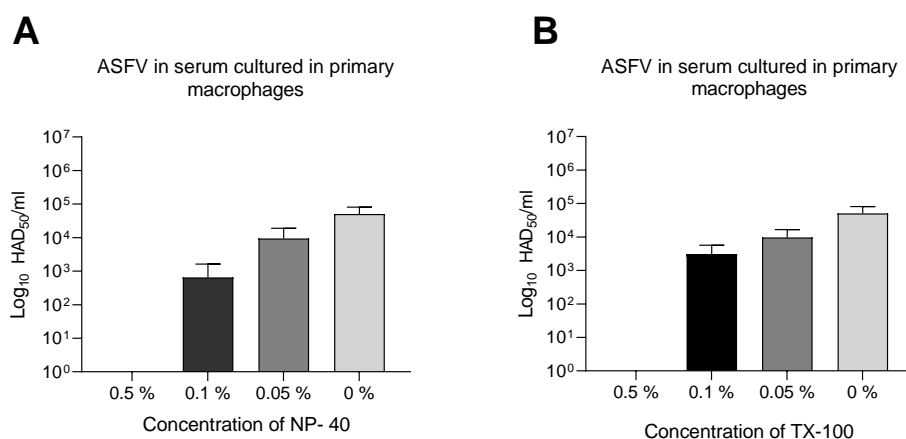 A
ASFV in serum cultured in primary
macrophages
10⁷
10⁶
10⁵
10⁴
10³
10²
10¹
10⁰
Log₁₀ HAD₅₀/ml
0.5 % 0.1 % 0.05 % 0 %
Concentration of NP- 40
B
ASFV in serum cultured in primary
macrophages
10⁷
10⁶
10⁵
10⁴
10³
10²
10¹
10⁰
Log₁₀ HAD₅₀/ml
0.5 % 0.1 % 0.05 % 0 %
Concentration of TX-100